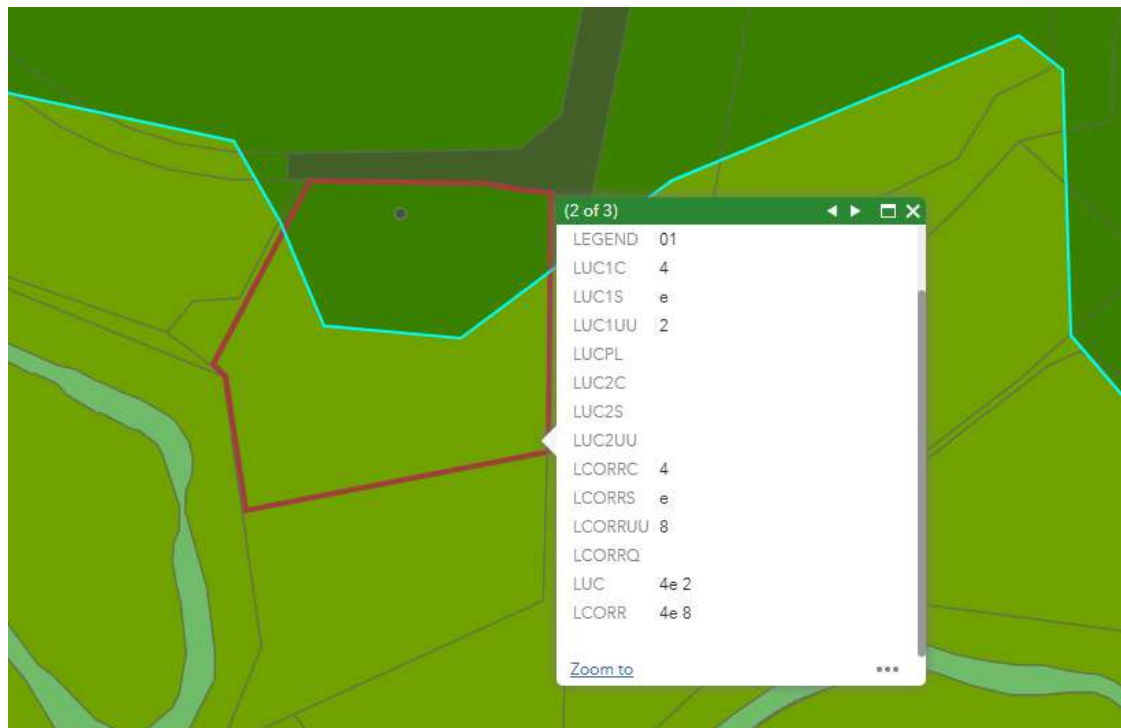 (2 of 3)
LEGEND 01
LUC1C 4
LUC1S e
LUC1UU 2
LUCPL
LUC2C
LUC2S
LUC2UU
LCORRC 4
LCORRS e
LCORRUU 8
LCORRQ
LUC 4e 2
LCORR 4e 8
Zoom to